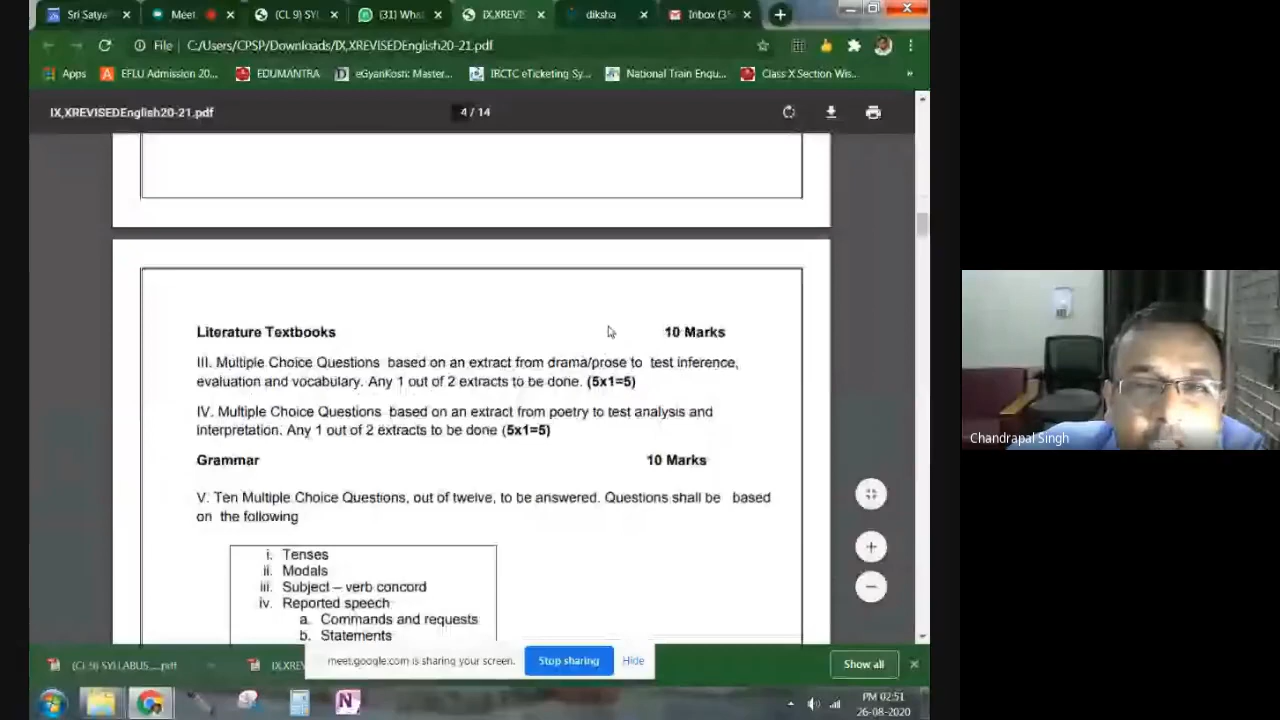 Sri Satya
Meet
(CL 9) SYL
(31) What
IX,XREVIS
diksha
Inbox (35
File
C:/Users/CPSP/Downloads/IX,XREVISEDEnglish20-21.pdf
Apps
EFLU Admission 20...
EDUMANTRA
eGyanKosh: Master...
IRCTC eTicketing Sy...
National Train Enqu...
Class X Section Wis...
»
IX,XREVISEDEnglish20-21.pdf
4 / 14
Literature Textbooks 10 Marks
III. Multiple Choice Questions based on an extract from drama/prose to test inference,
evaluation and vocabulary. Any 1 out of 2 extracts to be done. (5x1=5)
IV. Multiple Choice Questions based on an extract from poetry to test analysis and
interpretation. Any 1 out of 2 extracts to be done (5x1=5)
Grammar 10 Marks
V. Ten Multiple Choice Questions, out of twelve, to be answered. Questions shall be based
on the following
i. Tenses
ii. Modals
iii. Subject – verb concord
iv. Reported speech
a. Commands and requests
b. Statements
Chandrapal Singh
(CL 9) SYLLABUS....pdf
IX,XRE
meet.google.com is sharing your screen.
Stop sharing
Hide
Show all
PM 02:51
26-08-2020